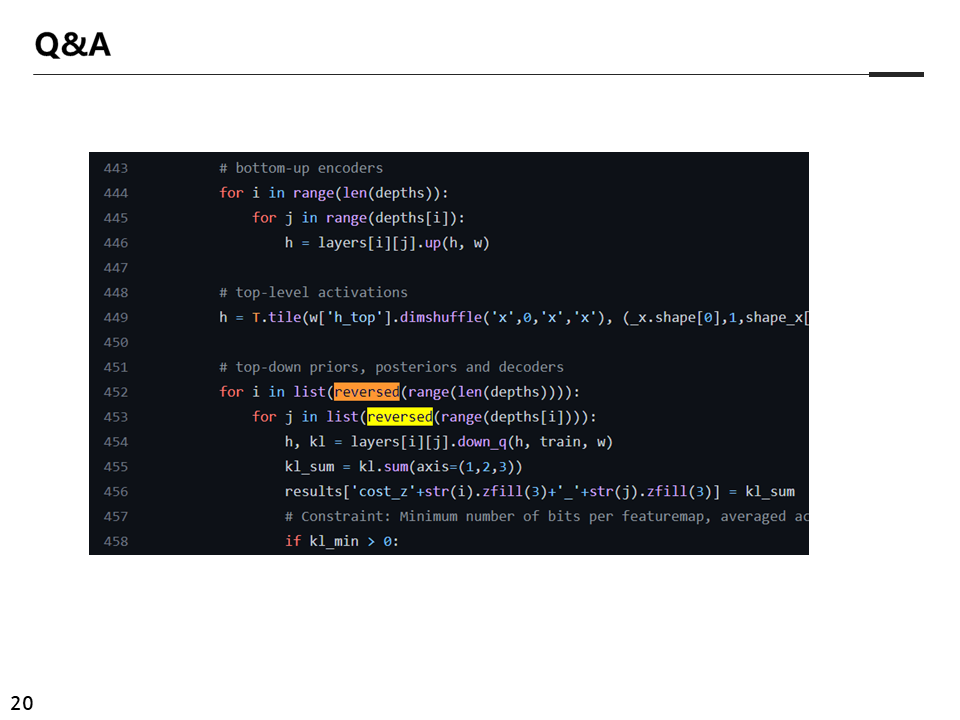 Q&A
443 # bottom-up encoders
444 for i in range(len(depths)):
445 for j in range(depths[i]):
446 h = layers[i][j].up(h, w)
447
448 # top-level activations
449 h = T.tile(w['h_top'].dimshuffle('x',0,'x','x'), (_x.shape[0],1,shape_x[
450
451 # top-down priors, posteriors and decoders
452 for i in list(reversed(range(len(depths)))):
453 for j in list(reversed(range(depths[i]))):
454 h, kl = layers[i][j].down_q(h, train, w)
455 kl_sum = kl.sum(axis=(1,2,3))
456 results['cost_z'+str(i).zfill(3)+'_'+str(j).zfill(3)] = kl_sum
457 # Constraint: Minimum number of bits per featuremap, averaged ac
458 if kl_min > 0:
20